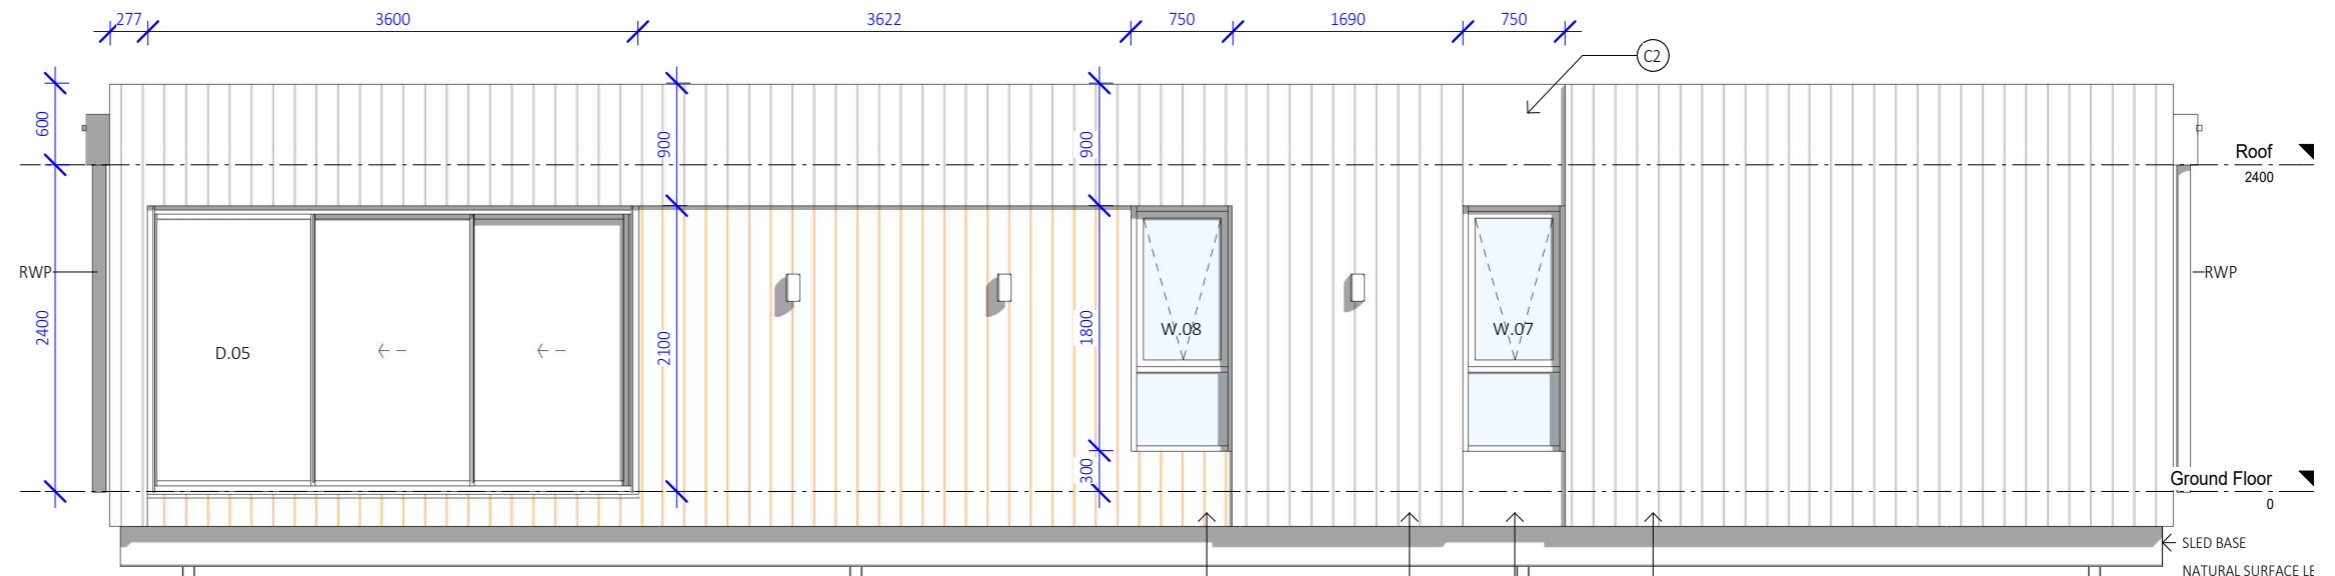 277 3600 3622 750 1690 750
C2
600 900 900
Roof
2400
RWP RWP
2400 2100 1800
D.05 W.08 W.07
300
Ground Floor
0
SLED BASE
NATURAL SURFACE LE